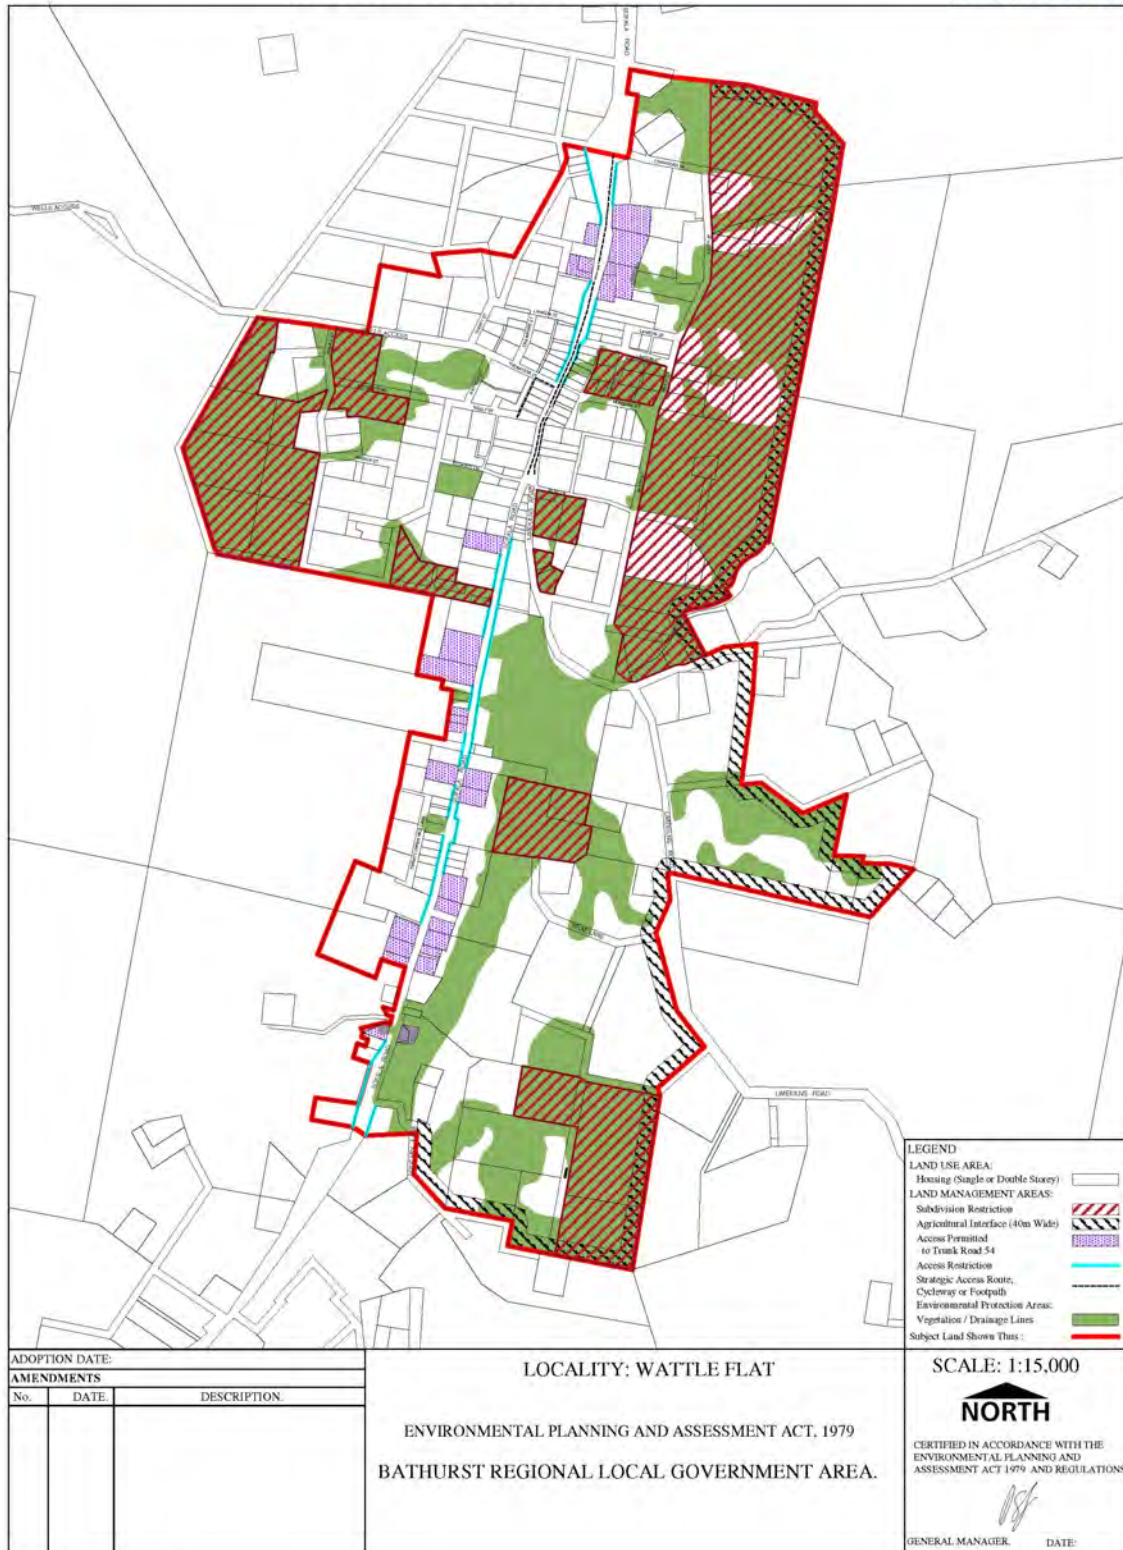 SOFALA ROAD
WELLS ACCESS
LIMEKILNS ROAD
LEGEND
LAND USE AREA:
Housing (Single or Double Storey)
LAND MANAGEMENT AREAS:
Subdivision Restriction
Agricultural Interface (40m Wide)
Access Permitted
to Trunk Road 54
Access Restriction
Strategic Access Route,
Cycleway or Footpath
Environmental Protection Areas:
Vegetation / Drainage Lines
Subject Land Shown Thus :
ADOPTION DATE:
AMENDMENTS
No. DATE. DESCRIPTION.
LOCALITY: WATTLE FLAT
ENVIRONMENTAL PLANNING AND ASSESSMENT ACT, 1979
BATHURST REGIONAL LOCAL GOVERNMENT AREA.
SCALE: 1:15,000
NORTH
CERTIFIED IN ACCORDANCE WITH THE
ENVIRONMENTAL PLANNING AND
ASSESSMENT ACT 1979 AND REGULATIONS
GENERAL MANAGER. DATE: